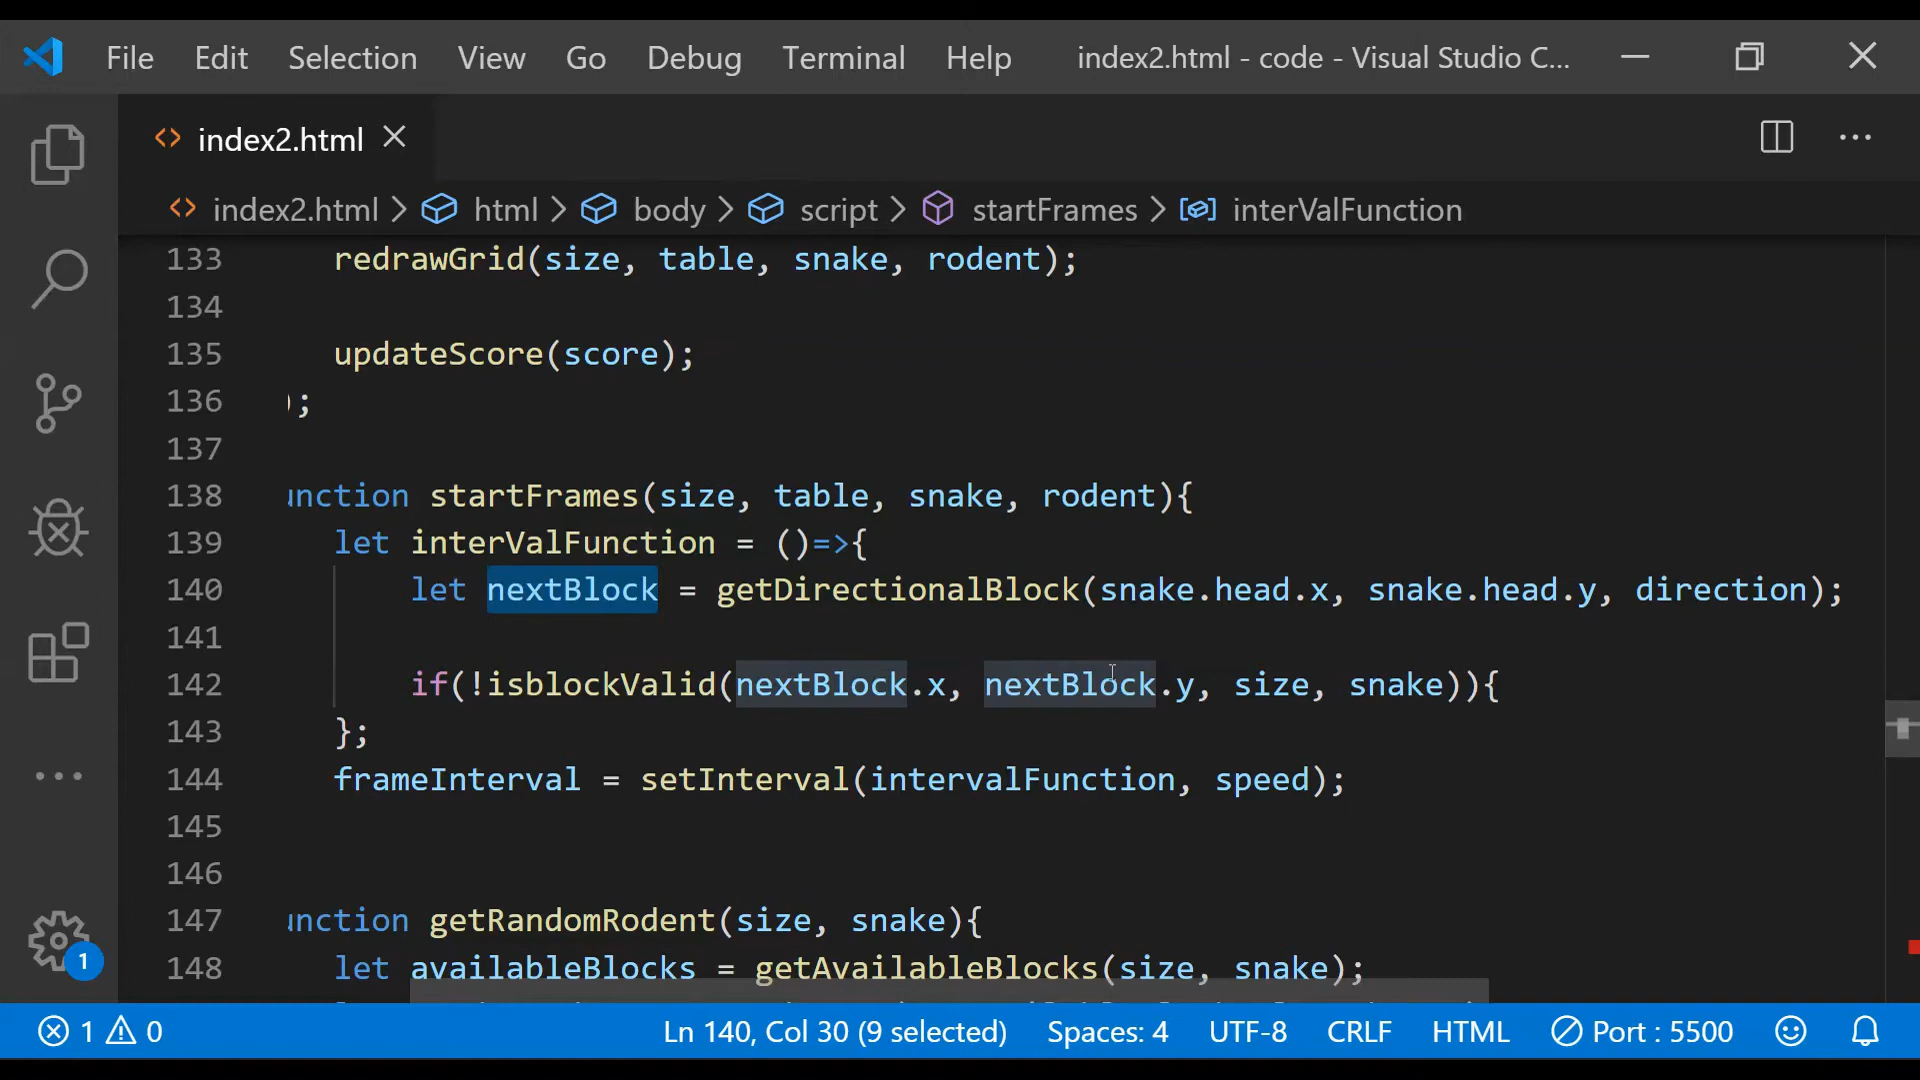 File Edit Selection View Go Debug Terminal Help index2.html - code - Visual Studio C...
index2.html
index2.html > html > body > script > startFrames > interValFunction
133 redrawGrid(size, table, snake, rodent);
134
135 updateScore(score);
136 );
137
138 unction startFrames(size, table, snake, rodent){
139 let interValFunction = ()=>{
140 let nextBlock = getDirectionalBlock(snake.head.x, snake.head.y, direction);
141
142 if(!isblockValid(nextBlock.x, nextBlock.y, size, snake)){
143 };
144 frameInterval = setInterval(intervalFunction, speed);
145
146
147 unction getRandomRodent(size, snake){
148 let availableBlocks = getAvailableBlocks(size, snake);
1
1 0 Ln 140, Col 30 (9 selected) Spaces: 4 UTF-8 CRLF HTML Port : 5500